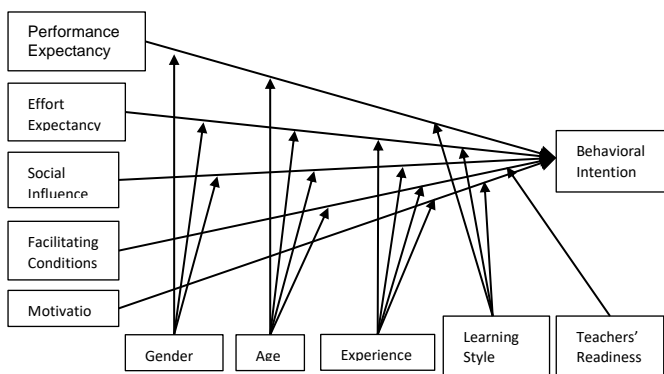 Performance
Expectancy
Effort
Expectancy
Social
Influence
Facilitating
Conditions
Motivatio
Behavioral
Intention
Gender
Age
Experience
Learning
Style
Teachers'
Readiness